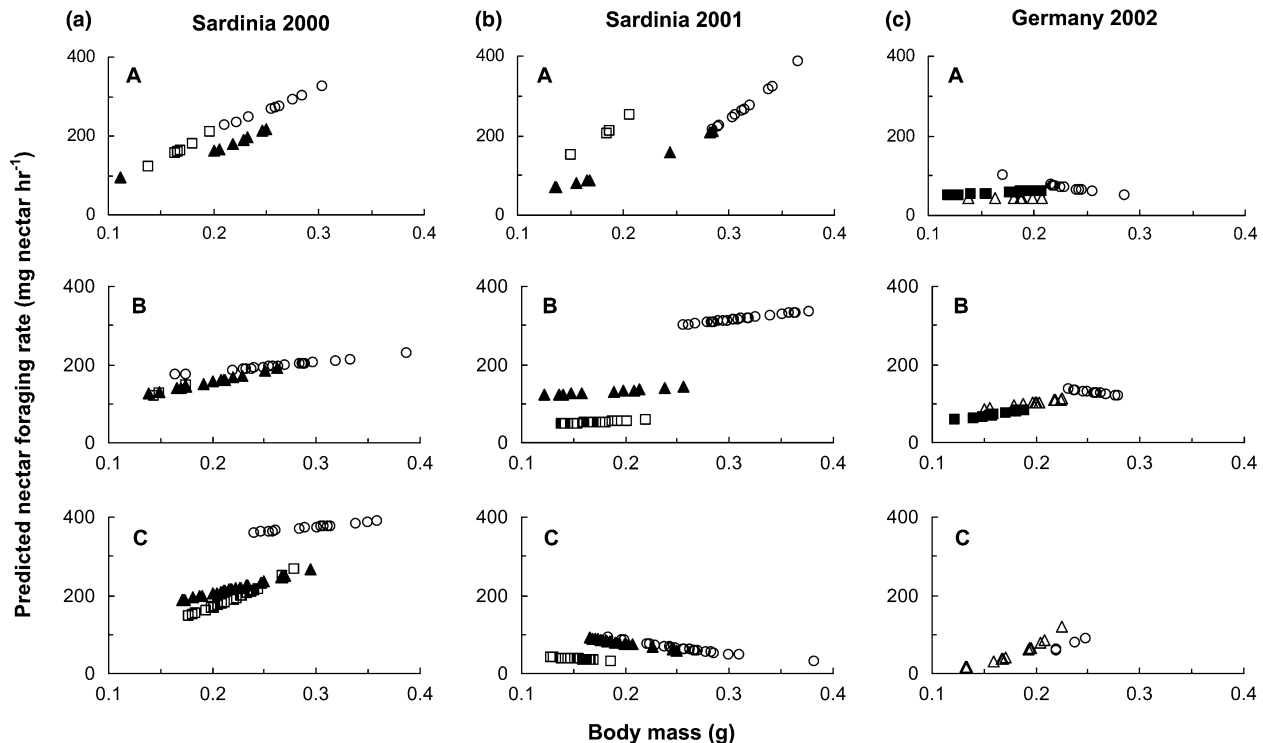 (a) Sardinia 2000
(b) Sardinia 2001
(c) Germany 2002
Predicted nectar foraging rate (mg nectar hr-1)
A
400
200
0
0.1 0.2 0.3 0.4
A
400
200
0
0.1 0.2 0.3 0.4
A
400
200
0
0.1 0.2 0.3 0.4
B
400
200
0
0.1 0.2 0.3 0.4
B
400
200
0
0.1 0.2 0.3 0.4
B
400
200
0
0.1 0.2 0.3 0.4
C
400
200
0
0.1 0.2 0.3 0.4
C
400
200
0
0.1 0.2 0.3 0.4
C
400
200
0
0.1 0.2 0.3 0.4
Body mass (g)